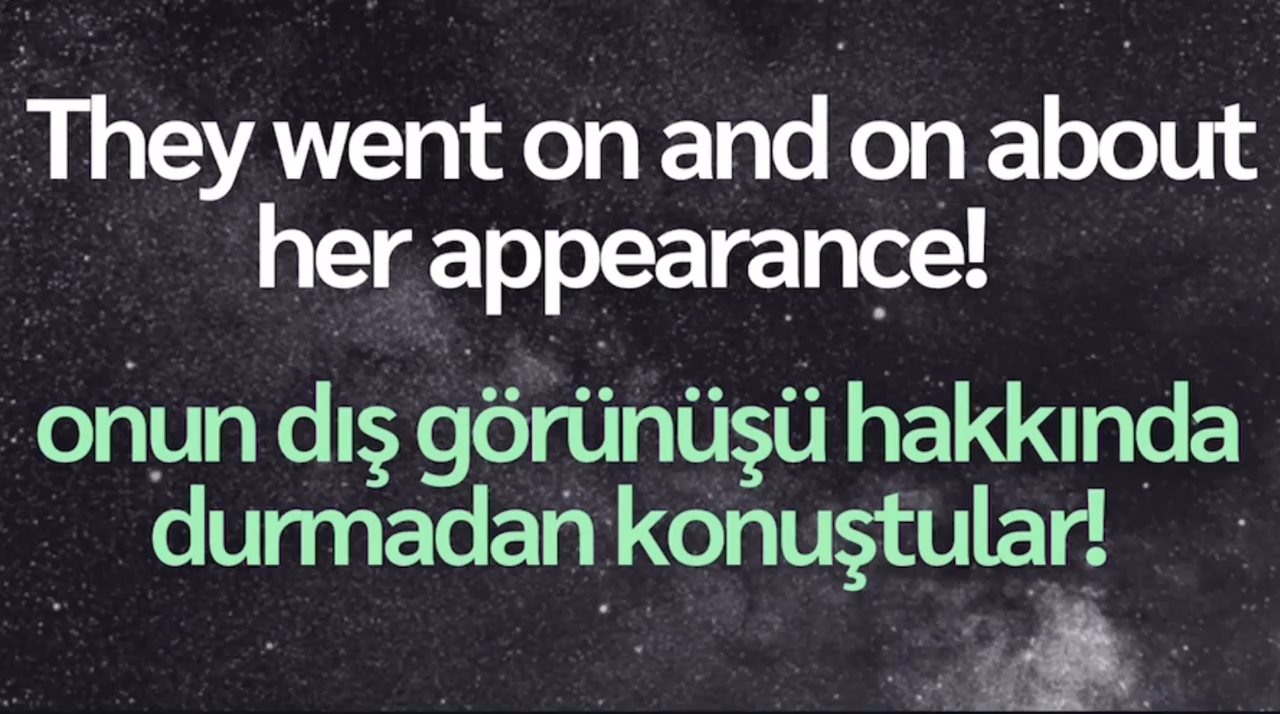 They went on and on about
her appearance!
onun dış görünüşü hakkında
durmadan konuştular!